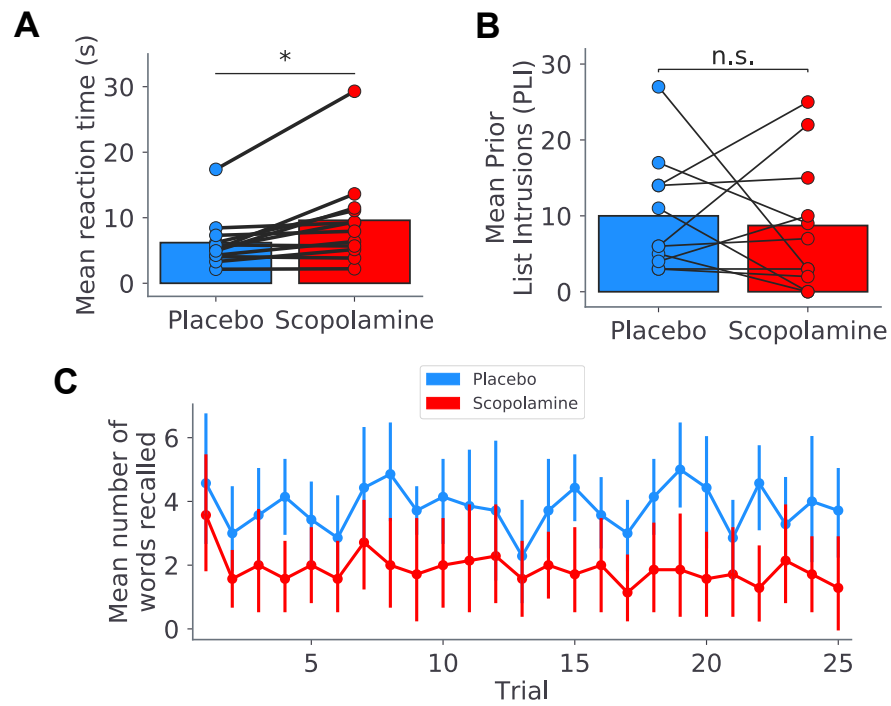 A
Mean reaction time (s)
30
20
10
0
*
Placebo
Scopolamine
B
Mean Prior
List Intrusions (PLI)
30
20
10
0
n.s.
Placebo
Scopolamine
C
Placebo
Scopolamine
Mean number of
words recalled
6
4
2
0
5
10
15
20
25
Trial